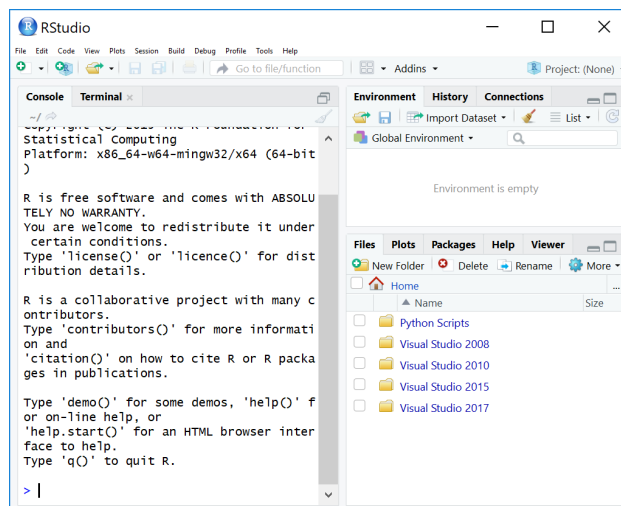 RStudio
File Edit Code View Plots Session Build Debug Profile Tools Help
Go to file/function Addins Project: (None)
Console Terminal
~/
Statistical Computing
Platform: x86_64-w64-mingw32/x64 (64-bit
)
R is free software and comes with ABSOLU
TELY NO WARRANTY.
You are welcome to redistribute it under
certain conditions.
Type 'license()' or 'licence()' for dist
ribution details.
R is a collaborative project with many c
ontributors.
Type 'contributors()' for more informati
on and
'citation()' on how to cite R or R packa
ges in publications.
Type 'demo()' for some demos, 'help()' f
or on-line help, or
'help.start()' for an HTML browser inter
face to help.
Type 'q()' to quit R.
>
Environment History Connections
Import Dataset List
Global Environment
Environment is empty
Files Plots Packages Help Viewer
New Folder Delete Rename More
Home ...
Name Size
Python Scripts
Visual Studio 2008
Visual Studio 2010
Visual Studio 2015
Visual Studio 2017